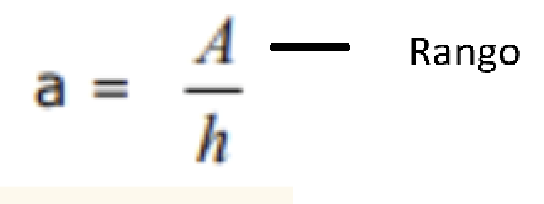 a = A/h — Rango